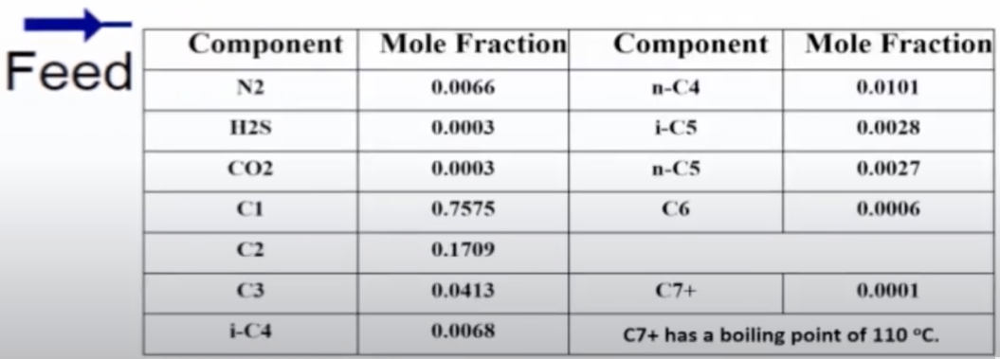 Feed
Component Mole Fraction Component Mole Fraction
N2 0.0066 n-C4 0.0101
H2S 0.0003 i-C5 0.0028
CO2 0.0003 n-C5 0.0027
C1 0.7575 C6 0.0006
C2 0.1709
C3 0.0413 C7+ 0.0001
i-C4 0.0068 C7+ has a boiling point of 110 °C.